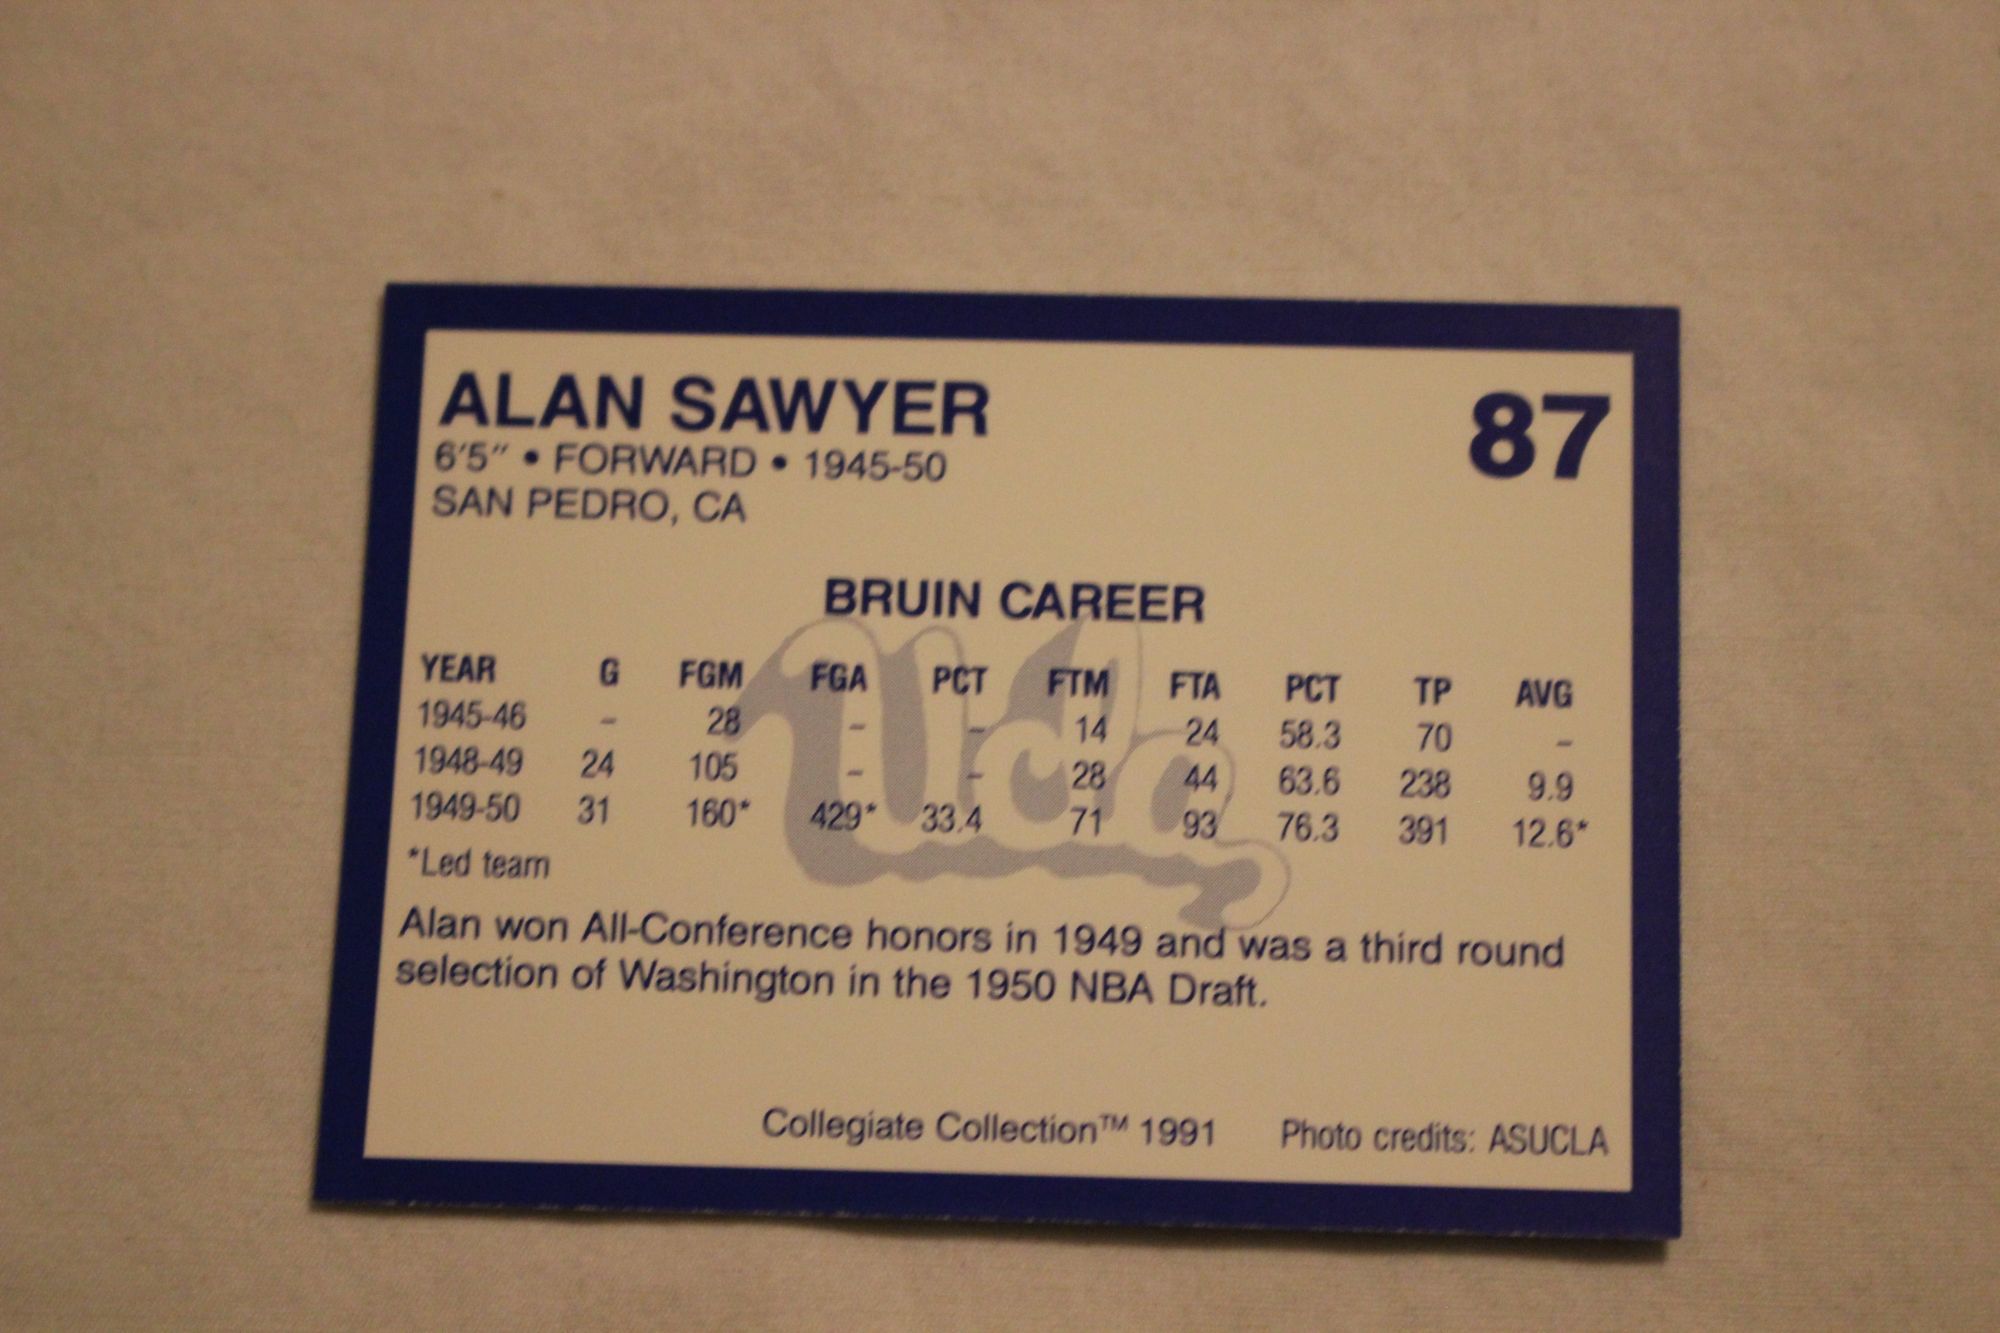 ALAN SAWYER 87
6'5" • FORWARD • 1945-50
SAN PEDRO, CA
BRUIN CAREER
YEAR G FGM FGA PCT FTM FTA PCT TP AVG
1945-46 – 28 – – 14 24 58.3 70 –
1948-49 24 105 – – 28 44 63.6 238 9.9
1949-50 31 160* 429* 33.4 71 93 76.3 391 12.6*
*Led team
Ucla
Alan won All-Conference honors in 1949 and was a third round
selection of Washington in the 1950 NBA Draft.
Collegiate Collection™ 1991 Photo credits: ASUCLA